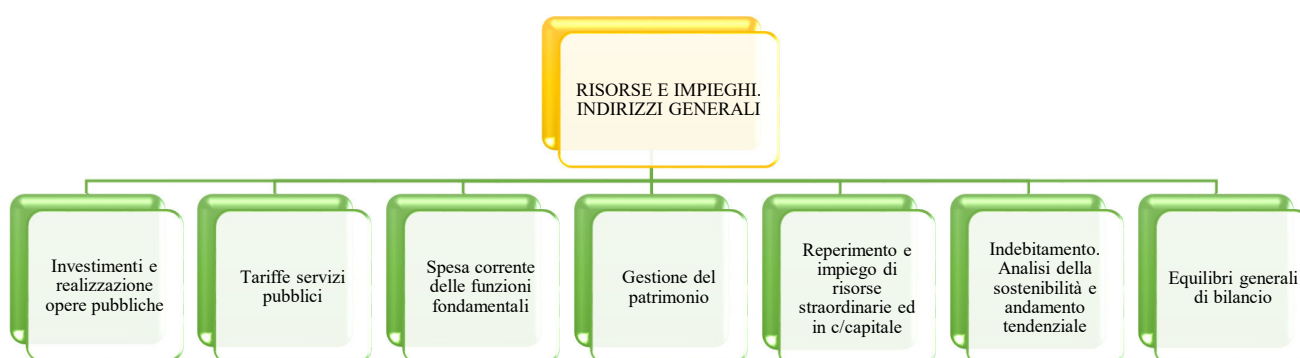 RISORSE E IMPIEGHI.
INDIRIZZI GENERALI
Investimenti e
realizzazione
opere pubbliche
Tariffe servizi
pubblici
Spesa corrente
delle funzioni
fondamentali
Gestione del
patrimonio
Reperimento e
impiego di
risorse
straordinarie ed
in c/capitale
Indebitamento.
Analisi della
sostenibilità e
andamento
tendenziale
Equilibri generali
di bilancio